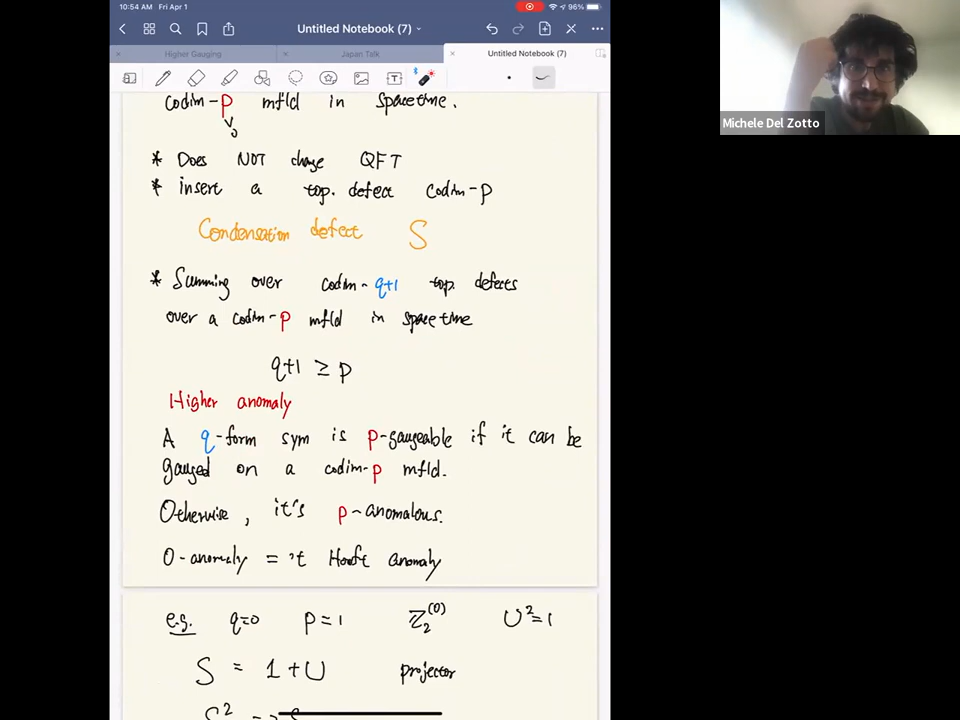 10:54 AM Fri Apr 1
96%
Untitled Notebook (7)
Higher Gauging
Japan Talk
Untitled Notebook (7)
codim-p mfld in spacetime.
* Does NOT change QFT
* insert a top. defect codim-p
Condensation defect S
* Summing over codim-q+1 top. defects
over a codim-p mfld in spacetime
q+1 ≥ p
Higher anomaly
A q-form sym is p-gaugeable if it can be
gauged on a codim-p mfld.
Otherwise, it's p-anomalous.
0-anomaly = 't Hooft anomaly
e.g. q=0 p=1 ℤ₂⁽⁰⁾ U²=1
S = 1+U projector
S² = 2S
Michele Del Zotto